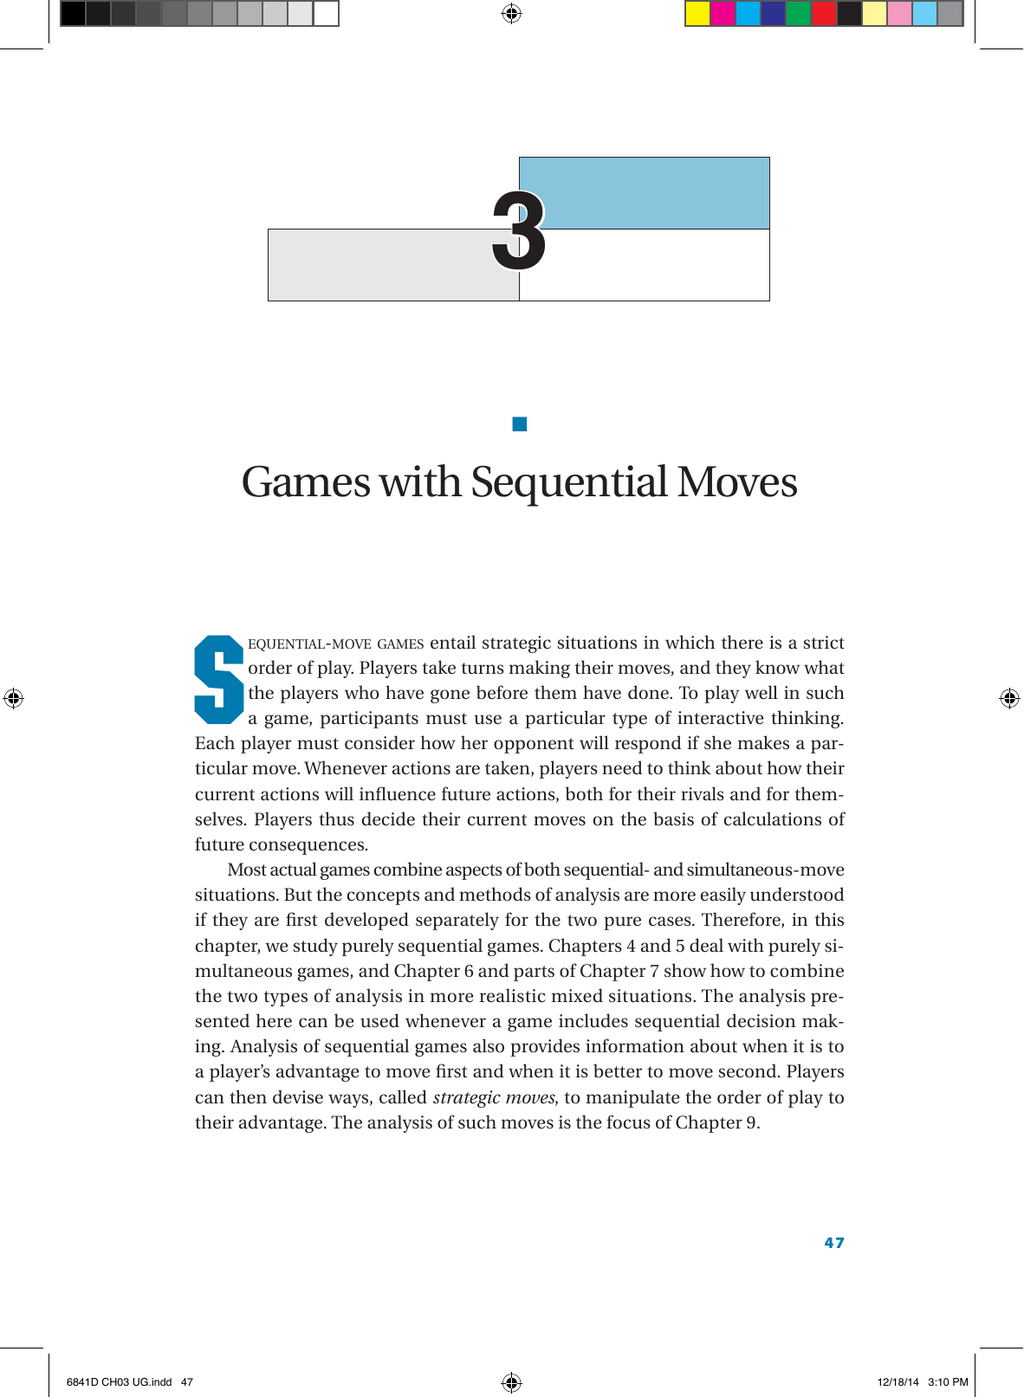 3
Games with Sequential Moves
SEQUENTIAL-MOVE GAMES entail strategic situations in which there is a strict
order of play. Players take turns making their moves, and they know what
the players who have gone before them have done. To play well in such
a game, participants must use a particular type of interactive thinking.
Each player must consider how her opponent will respond if she makes a par-
ticular move. Whenever actions are taken, players need to think about how their
current actions will influence future actions, both for their rivals and for them-
selves. Players thus decide their current moves on the basis of calculations of
future consequences.
Most actual games combine aspects of both sequential- and simultaneous-move
situations. But the concepts and methods of analysis are more easily understood
if they are first developed separately for the two pure cases. Therefore, in this
chapter, we study purely sequential games. Chapters 4 and 5 deal with purely si-
multaneous games, and Chapter 6 and parts of Chapter 7 show how to combine
the two types of analysis in more realistic mixed situations. The analysis pre-
sented here can be used whenever a game includes sequential decision mak-
ing. Analysis of sequential games also provides information about when it is to
a player’s advantage to move first and when it is better to move second. Players
can then devise ways, called strategic moves, to manipulate the order of play to
their advantage. The analysis of such moves is the focus of Chapter 9.
47
6841D CH03 UG.indd 47
12/18/14 3:10 PM